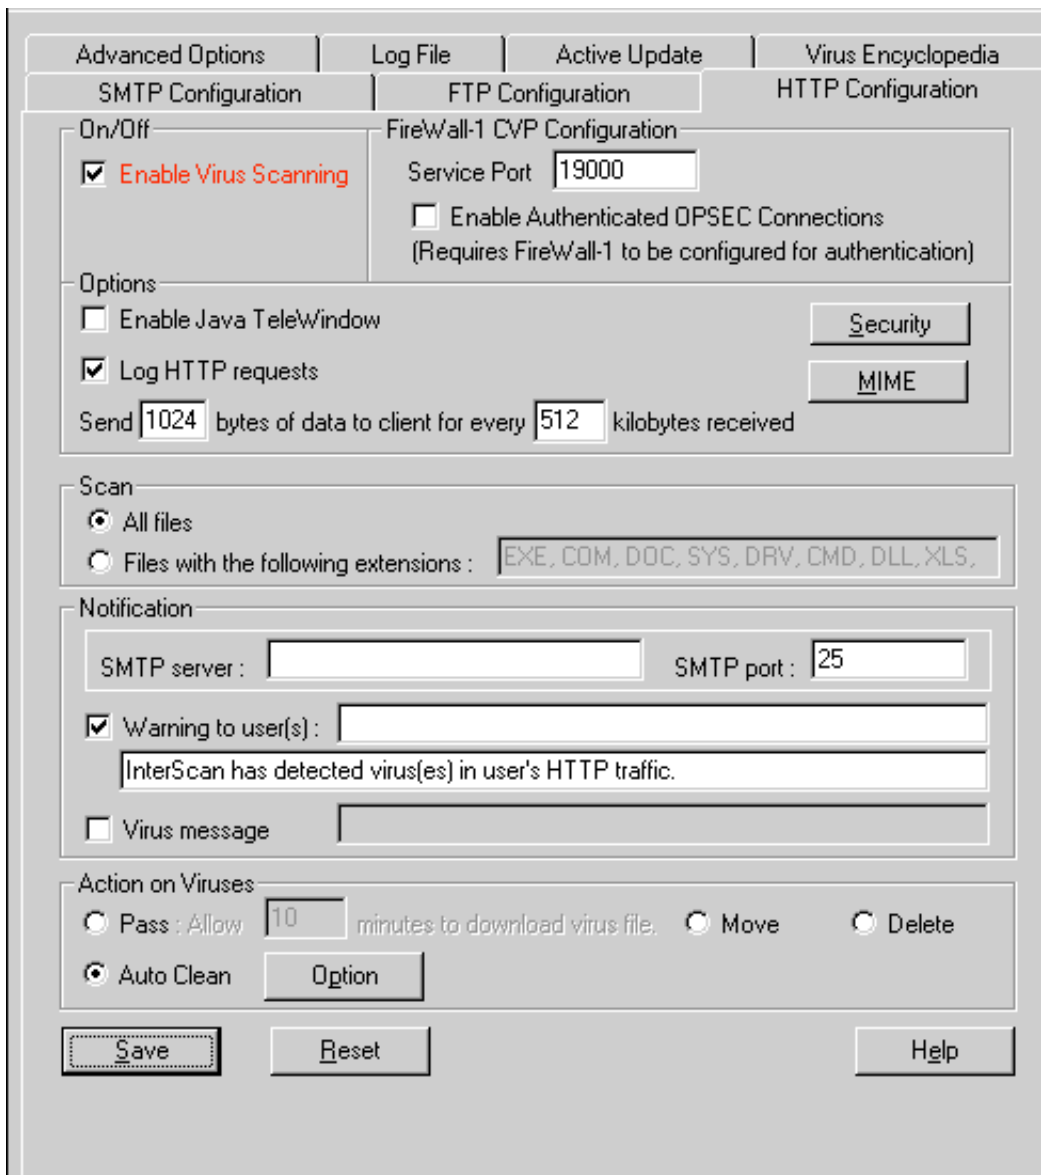 Advanced Options Log File Active Update Virus Encyclopedia
SMTP Configuration FTP Configuration HTTP Configuration
On/Off FireWall-1 CVP Configuration
Enable Virus Scanning Service Port 19000
Enable Authenticated OPSEC Connections
(Requires FireWall-1 to be configured for authentication)
Options
Enable Java TeleWindow Security
Log HTTP requests MIME
Send 1024 bytes of data to client for every 512 kilobytes received
Scan
All files
Files with the following extensions : EXE, COM, DOC, SYS, DRV, CMD, DLL, XLS,
Notification
SMTP server : SMTP port : 25
Warning to user(s) :
InterScan has detected virus(es) in user's HTTP traffic.
Virus message
Action on Viruses
Pass : Allow 10 minutes to download virus file. Move Delete
Auto Clean Option
Save Reset Help